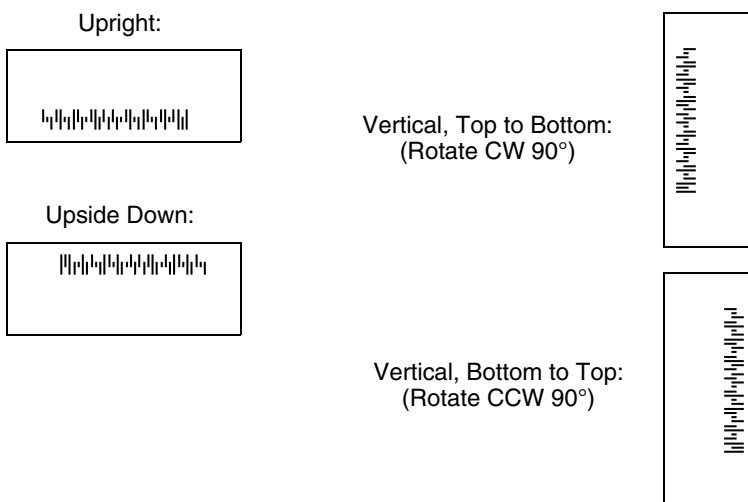 Upright:
Vertical, Top to Bottom:
(Rotate CW 90°)
Upside Down:
Vertical, Bottom to Top:
(Rotate CCW 90°)